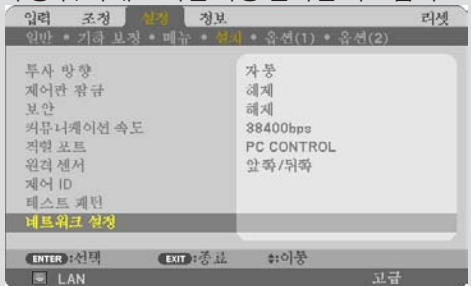 입력 조정 설정 정보 리셋
일반 • 기하 보정 • 메뉴 • 설치 • 옵션(1) • 옵션(2)
투사 방향 자동
제어판 잠금 해제
보안 해제
커뮤니케이션 속도 38400bps
직렬 포트 PC CONTROL
원격 센서 앞쪽/뒤쪽
제어 ID
테스트 패턴
네트워크 설정
ENTER :선택 EXIT :종료 :이동
LAN 고급